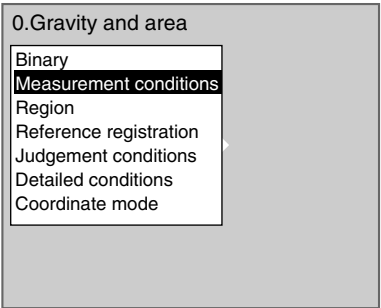 0.Gravity and area
Binary
Measurement conditions
Region
Reference registration
Judgement conditions
Detailed conditions
Coordinate mode